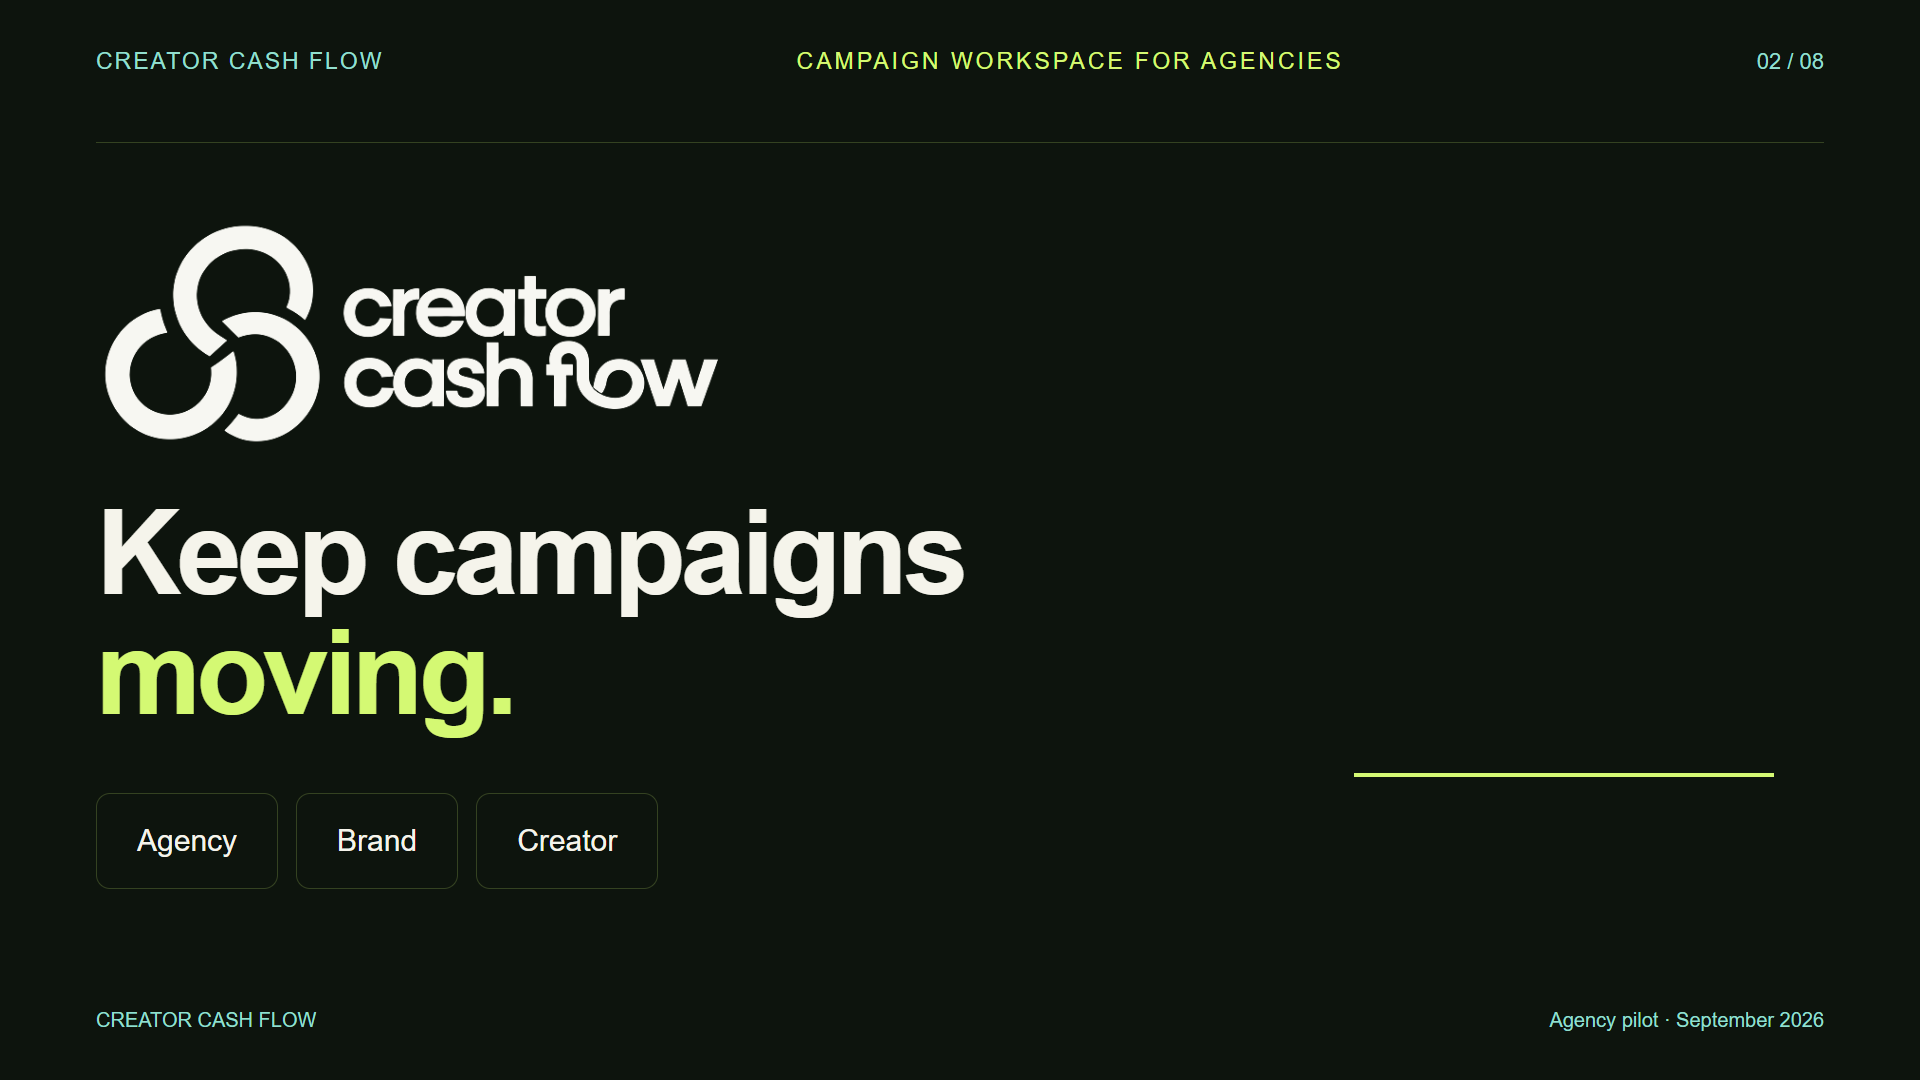 CREATOR CASH FLOW
CAMPAIGN WORKSPACE FOR AGENCIES
02 / 08
creator
cash flow
Keep campaigns
moving.
Agency
Brand
Creator
CREATOR CASH FLOW
Agency pilot · September 2026